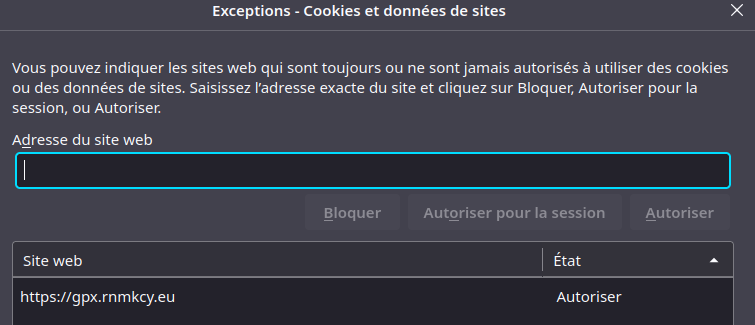 Exceptions - Cookies et données de sites
Vous pouvez indiquer les sites web qui sont toujours ou ne sont jamais autorisés à utiliser des cookies
ou des données de sites. Saisissez l’adresse exacte du site et cliquez sur Bloquer, Autoriser pour la
session, ou Autoriser.
Adresse du site web
Bloquer Autoriser pour la session Autoriser
Site web État
https://gpx.rnmkcy.eu Autoriser